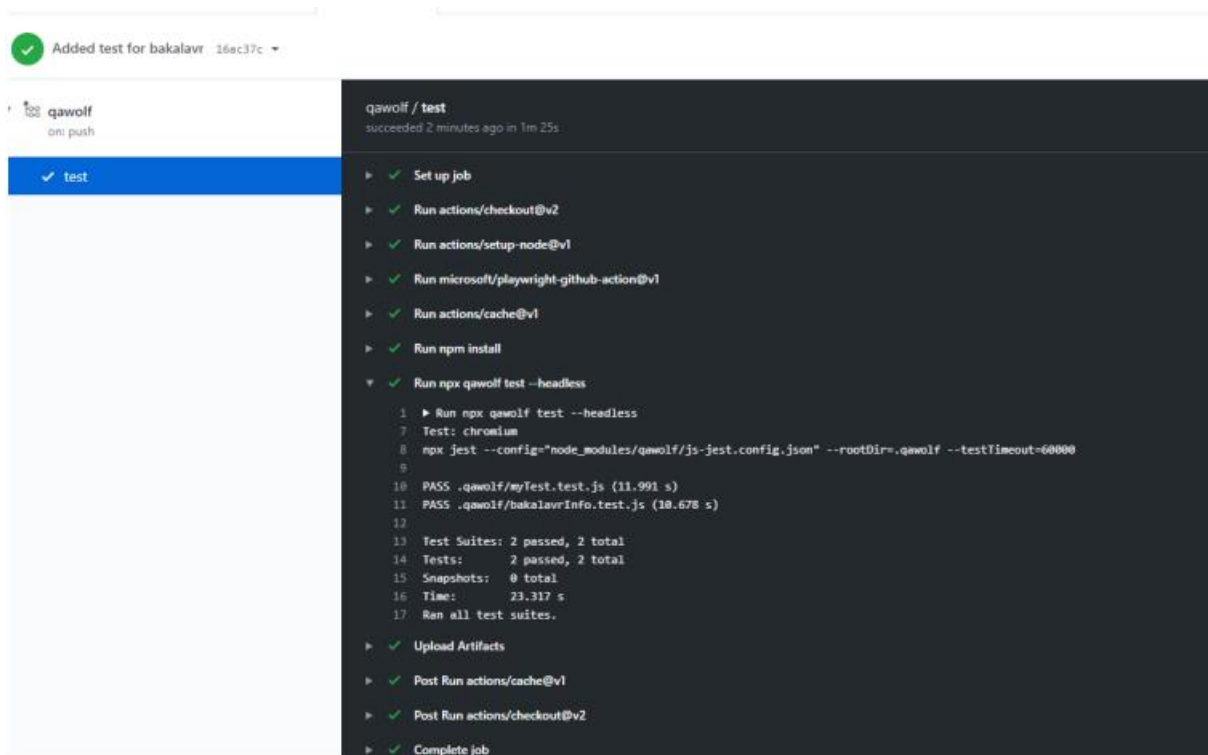 Added test for bakalavr 16ac37c
qawolf
on: push
test
qawolf / test
succeeded 2 minutes ago in 1m 25s
Set up job
Run actions/checkout@v2
Run actions/setup-node@v1
Run microsoft/playwright-github-action@v1
Run actions/cache@v1
Run npm install
Run npx qawolf test --headless
1 ▶ Run npx qawolf test --headless
7 Test: chromium
8 npx jest --config="node_modules/qawolf/js-jest.config.json" --rootDir=.qawolf --testTimeout=60000
9
10 PASS .qawolf/myTest.test.js (11.991 s)
11 PASS .qawolf/bakalavrInfo.test.js (10.678 s)
12
13 Test Suites: 2 passed, 2 total
14 Tests: 2 passed, 2 total
15 Snapshots: 0 total
16 Time: 23.317 s
17 Ran all test suites.
Upload Artifacts
Post Run actions/cache@v1
Post Run actions/checkout@v2
Complete job